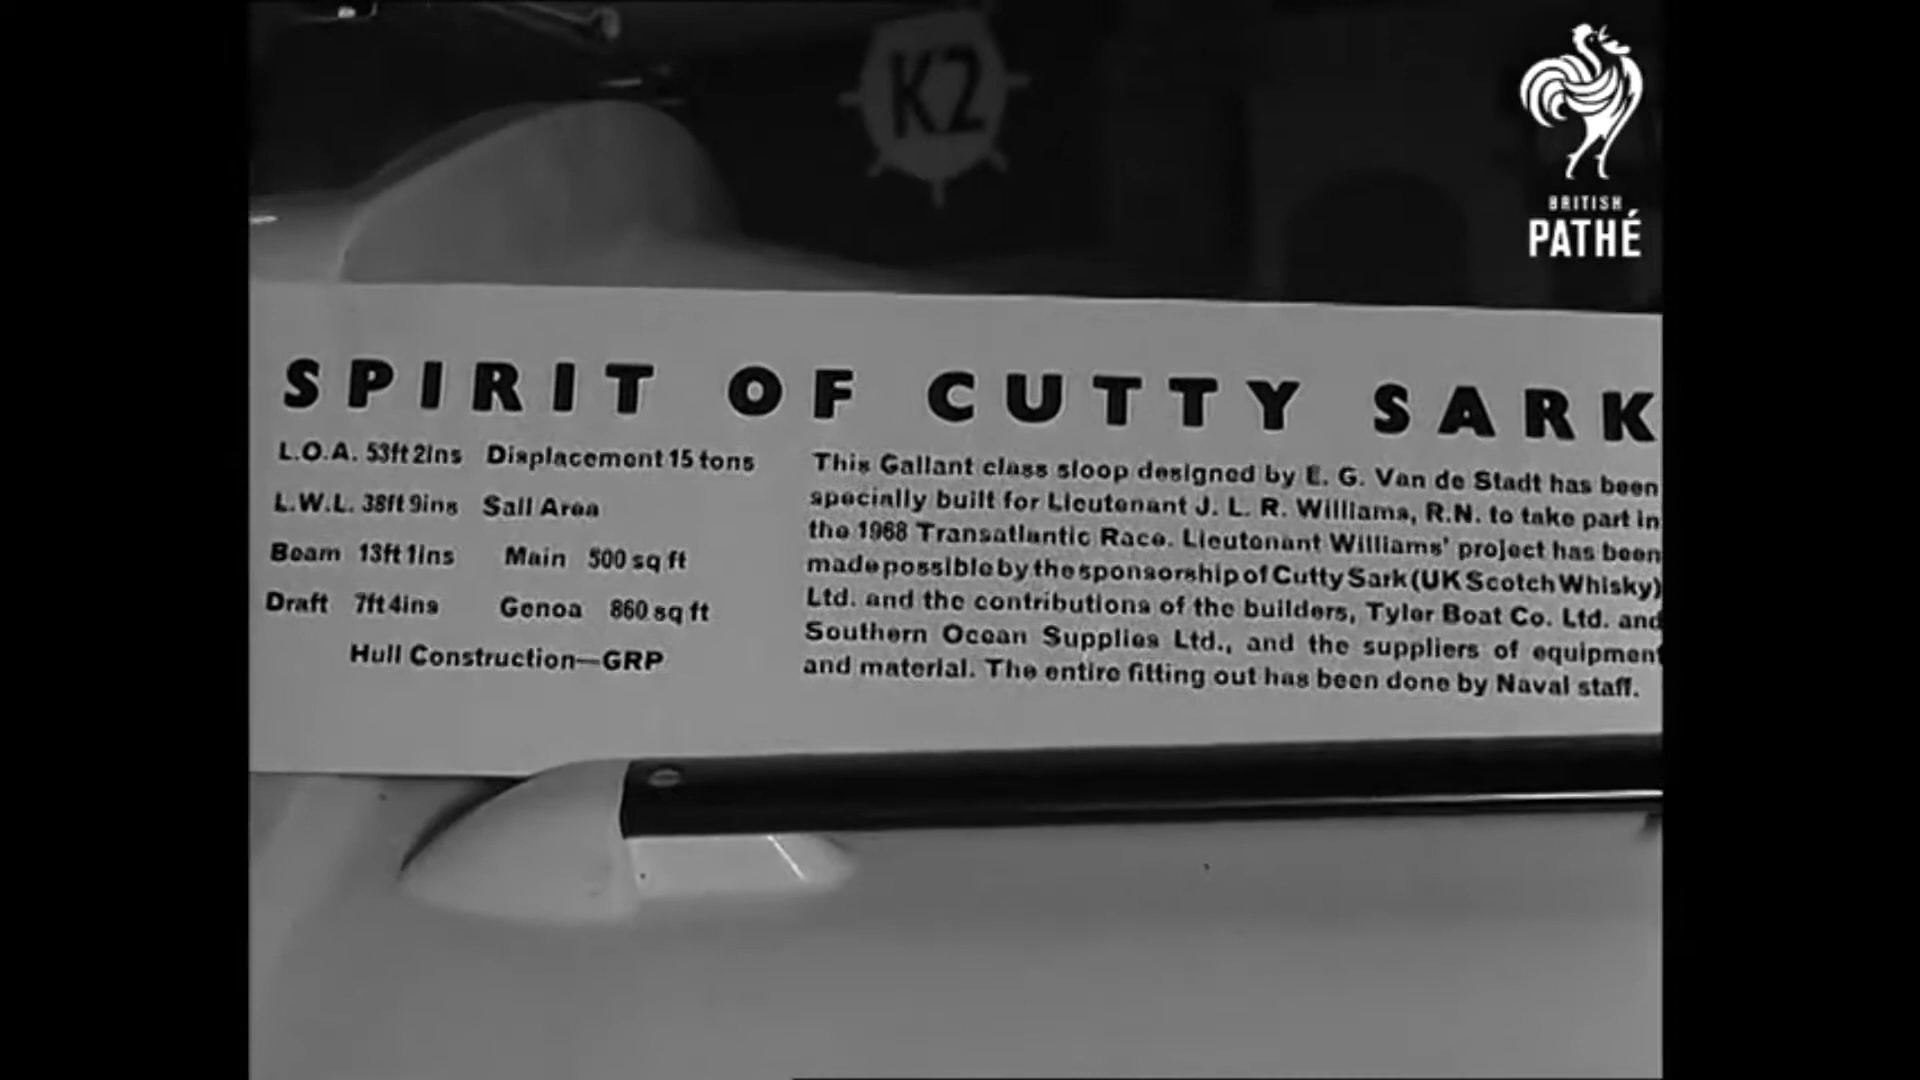 K2
BRITISH
PATHÉ
SPIRIT OF CUTTY SARK
L.O.A. 53ft 2ins Displacement 15 tons
L.W.L. 38ft 9ins Sail Area
Beam 13ft 1ins Main 500 sq ft
Draft 7ft 4ins Genoa 860 sq ft
Hull Construction—GRP
This Gallant class sloop designed by E. G. Van de Stadt has been
specially built for Lieutenant J. L. R. Williams, R.N. to take part in
the 1968 Transatlantic Race. Lieutenant Williams' project has been
made possible by the sponsorship of Cutty Sark (UK Scotch Whisky)
Ltd. and the contributions of the builders, Tyler Boat Co. Ltd. and
Southern Ocean Supplies Ltd., and the suppliers of equipment
and material. The entire fitting out has been done by Naval staff.